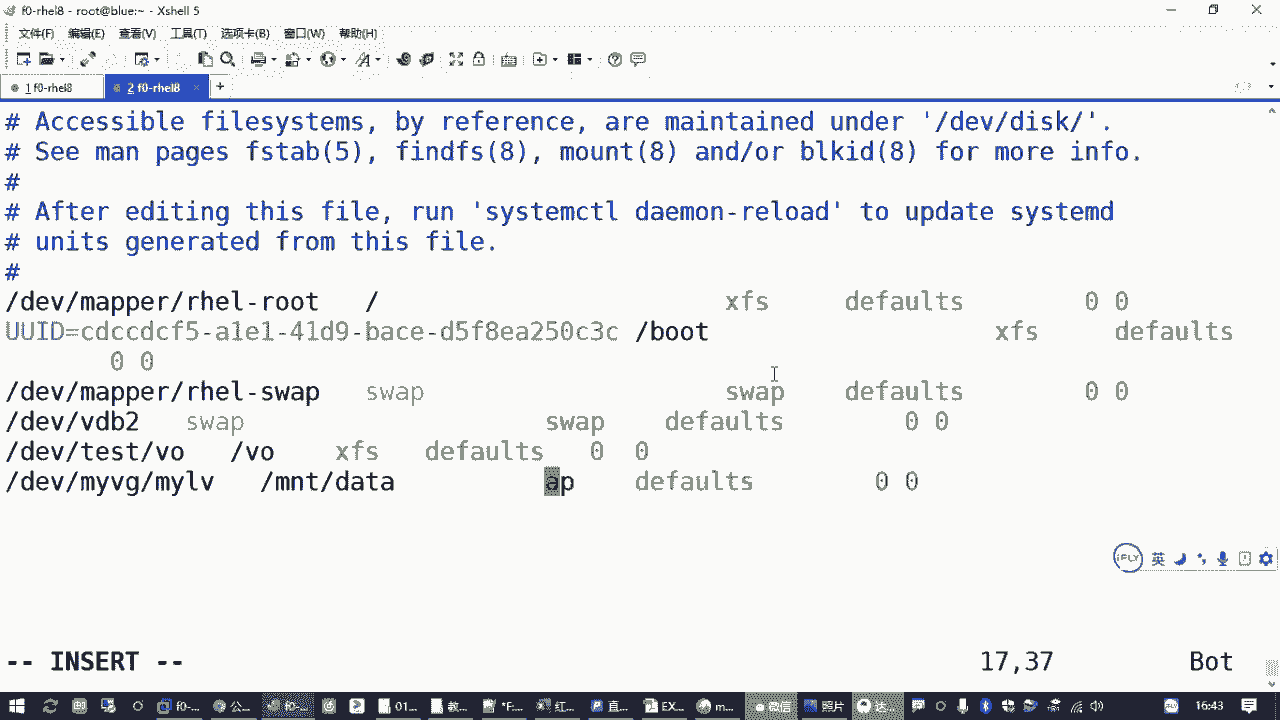 f0-rhel8 - root@blue:~ - Xshell 5
文件(F) 编辑(E) 查看(V) 工具(T) 选项卡(B) 窗口(W) 帮助(H)
1 f0-rhel8 2 f0-rhel8 × +
# Accessible filesystems, by reference, are maintained under '/dev/disk/'.
# See man pages fstab(5), findfs(8), mount(8) and/or blkid(8) for more info.
#
# After editing this file, run 'systemctl daemon-reload' to update systemd
# units generated from this file.
#
/dev/mapper/rhel-root / xfs defaults 0 0
UUID=cdccdcf5-a1e1-41d9-bace-d5f8ea250c3c /boot xfs defaults
0 0
/dev/mapper/rhel-swap swap swap defaults 0 0
/dev/vdb2 swap swap defaults 0 0
/dev/test/vo /vo xfs defaults 0 0
/dev/myvg/mylv /mnt/data ap defaults 0 0
iFLY 英
-- INSERT -- 17,37 Bot
f0-... 公... f0-... 01... 教... *F... 红... 直... EX... m... 微信 照片 达... 16:43